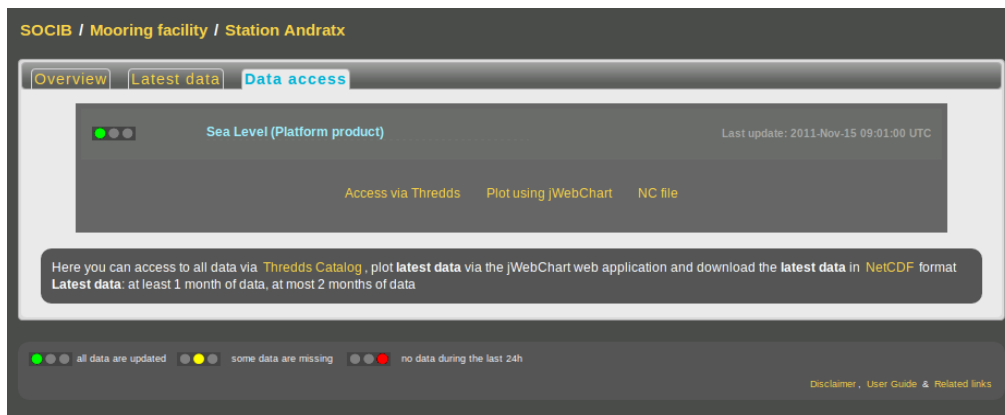 SOCIB / Mooring facility / Station Andratx
Overview Latest data Data access
Sea Level (Platform product) Last update: 2011-Nov-15 09:01:00 UTC
Access via Thredds Plot using jWebChart NC file
Here you can access to all data via Thredds Catalog, plot latest data via the jWebChart web application and download the latest data in NetCDF format
Latest data: at least 1 month of data, at most 2 months of data
all data are updated some data are missing no data during the last 24h
Disclaimer, User Guide & Related links